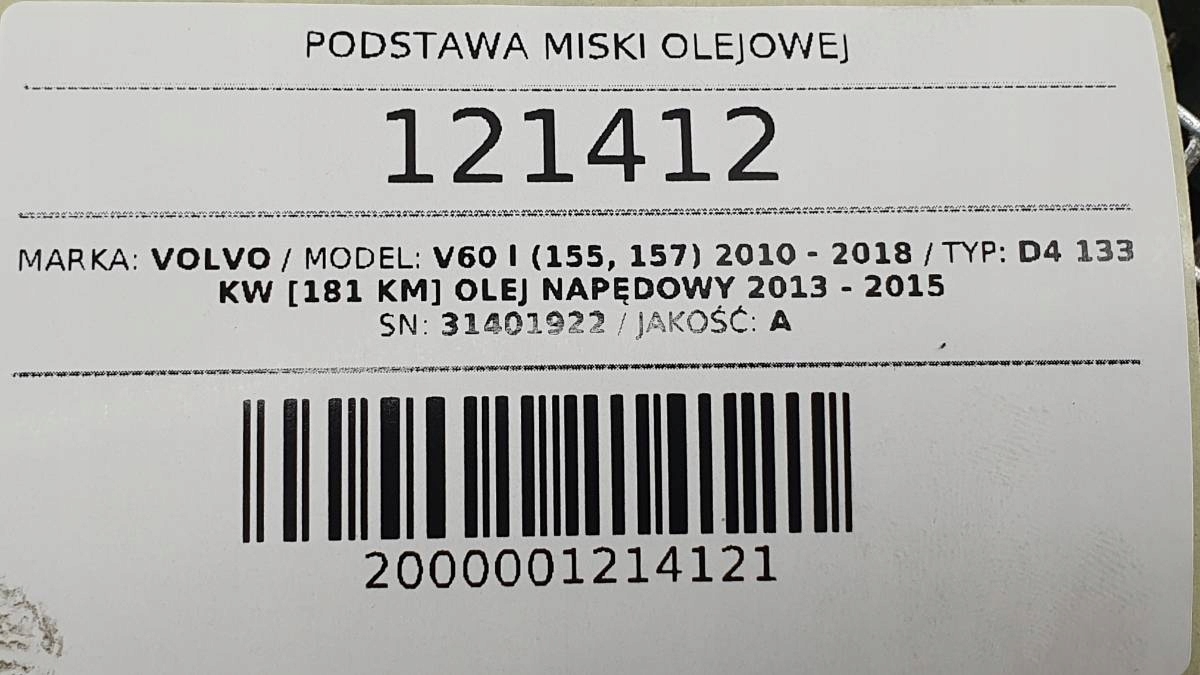 PODSTAWA MISKI OLEJOWEJ
121412
MARKA: VOLVO / MODEL: V60 I (155, 157) 2010 - 2018 / TYP: D4 133
KW [181 KM] OLEJ NAPĘDOWY 2013 - 2015
SN: 31401922 / JAKOŚĆ: A
2000001214121